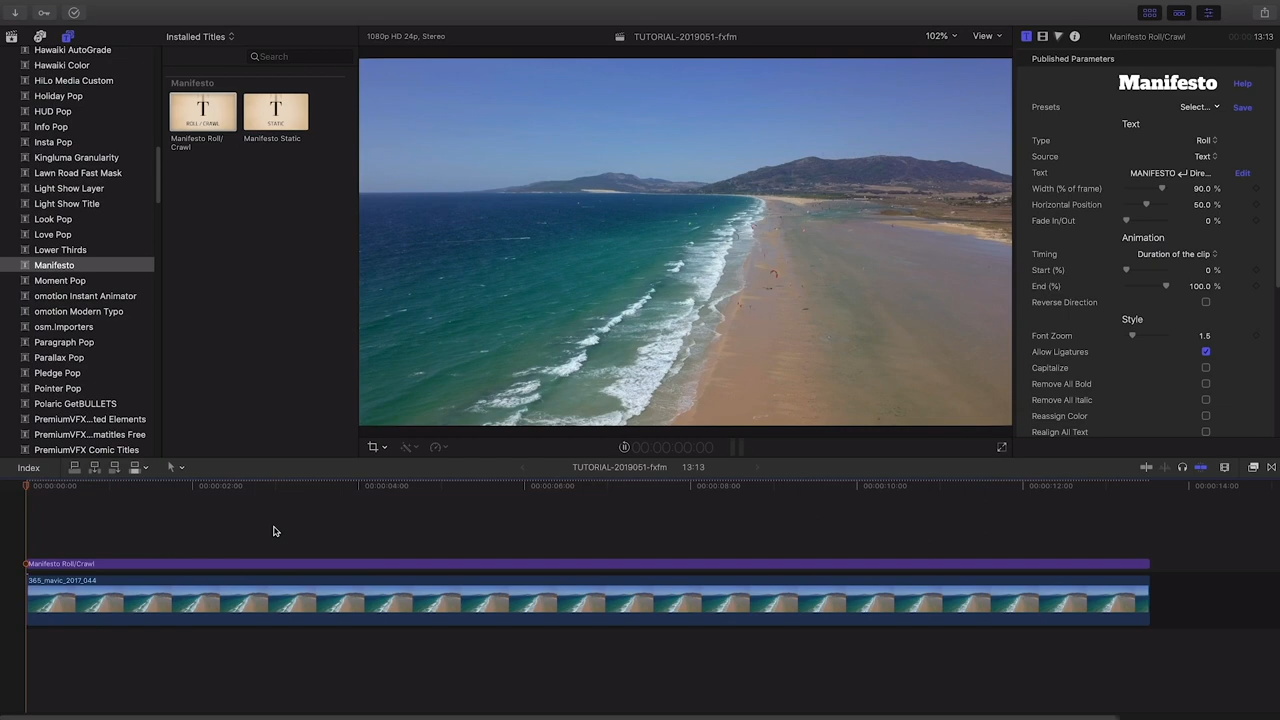 Installed Titles
1080p HD 24p, Stereo
TUTORIAL-2019051-fxfm
102%
View
Manifesto Roll/Crawl
00:00
13:13
Hawaiki AutoGrade
Hawaiki Color
HiLo Media Custom
Holiday Pop
HUD Pop
Info Pop
Insta Pop
Kingluma Granularity
Lawn Road Fast Mask
Light Show Layer
Light Show Title
Look Pop
Love Pop
Lower Thirds
Manifesto
Moment Pop
omotion Instant Animator
omotion Modern Typo
osm.Importers
Paragraph Pop
Parallax Pop
Pledge Pop
Pointer Pop
Polaric GetBULLETS
PremiumVFX...ted Elements
PremiumVFX...matitles Free
PremiumVFX Comic Titles
Search
Manifesto
T
ROLL/CRAWL
T
STATIC
Manifesto Roll/
Crawl
Manifesto Static
Published Parameters
Manifesto
Help
Presets
Select...
Save
Text
Type
Roll
Source
Text
Text
MANIFESTO ↵ Dire...
Edit
Width (% of frame)
90.0 %
Horizontal Position
50.0 %
Fade In/Out
0 %
Animation
Timing
Duration of the clip
Start (%)
0 %
End (%)
100.0 %
Reverse Direction
Style
Font Zoom
1.5
Allow Ligatures
Capitalize
Remove All Bold
Remove All Italic
Reassign Color
Realign All Text
00:00:00:00
Index
TUTORIAL-2019051-fxfm
13:13
00:00:00:00
00:00:02:00
00:00:04:00
00:00:06:00
00:00:08:00
00:00:10:00
00:00:12:00
00:00:14:00
Manifesto Roll/Crawl
365_mavic_2017_044